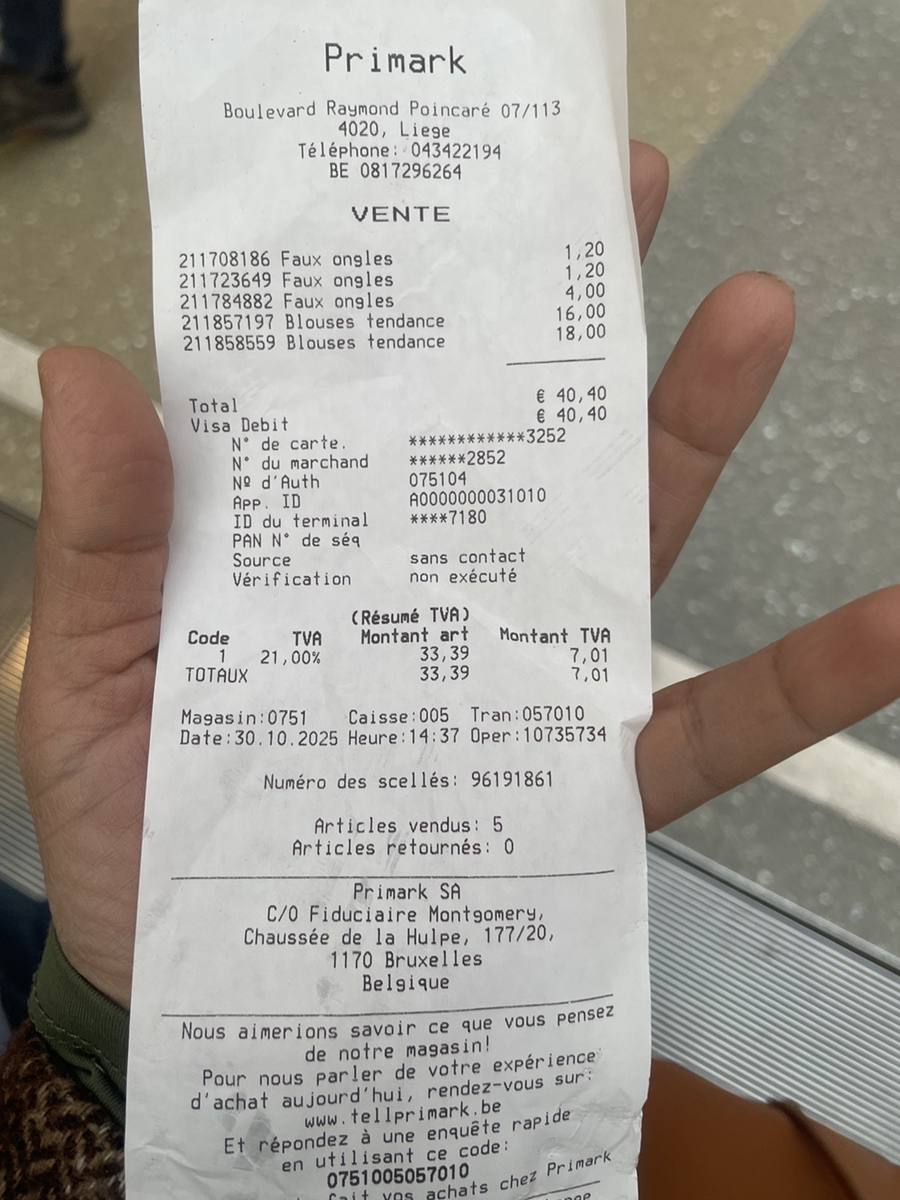 Primark
Boulevard Raymond Poincaré 07/113
4020, Liege
Téléphone: 043422194
BE 0817296264
VENTE
211708186 Faux ongles 1,20
211723649 Faux ongles 1,20
211784882 Faux ongles 4,00
211857197 Blouses tendance 16,00
211858559 Blouses tendance 18,00
Total € 40,40
Visa Debit € 40,40
N° de carte. ************3252
N° du marchand ******2852
Nº d'Auth 075104
App. ID A0000000031010
ID du terminal ****7180
PAN N° de séq
Source sans contact
Vérification non exécuté
(Résumé TVA)
Code TVA Montant art Montant TVA
1 21,00% 33,39 7,01
TOTAUX 33,39 7,01
Magasin:0751 Caisse:005 Tran:057010
Date:30.10.2025 Heure:14:37 Oper:10735734
Numéro des scellés: 96191861
Articles vendus: 5
Articles retournés: 0
Primark SA
C/O Fiduciaire Montgomery,
Chaussée de la Hulpe, 177/20,
1170 Bruxelles
Belgique
Nous aimerions savoir ce que vous pensez
de notre magasin!
Pour nous parler de votre expérience
d'achat aujourd'hui, rendez-vous sur:
www.tellprimark.be
Et répondez à une enquête rapide
en utilisant ce code:
0751005057010
fait vos achats chez Primark